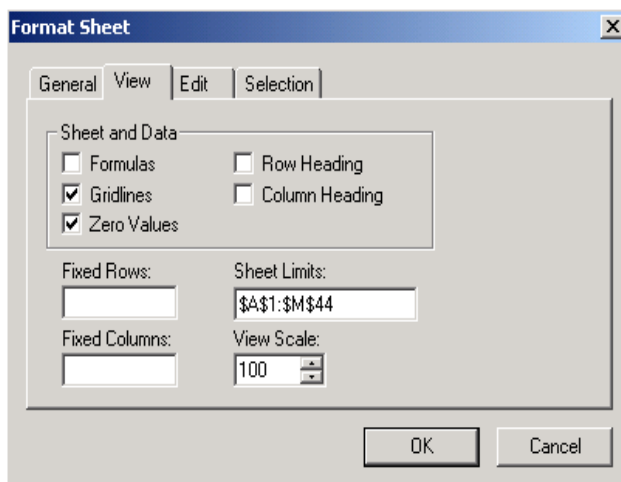 Format Sheet
General View Edit Selection
Sheet and Data
Formulas Row Heading
Gridlines Column Heading
Zero Values
Fixed Rows: Sheet Limits:
$A$1:$M$44
Fixed Columns: View Scale:
100
OK Cancel